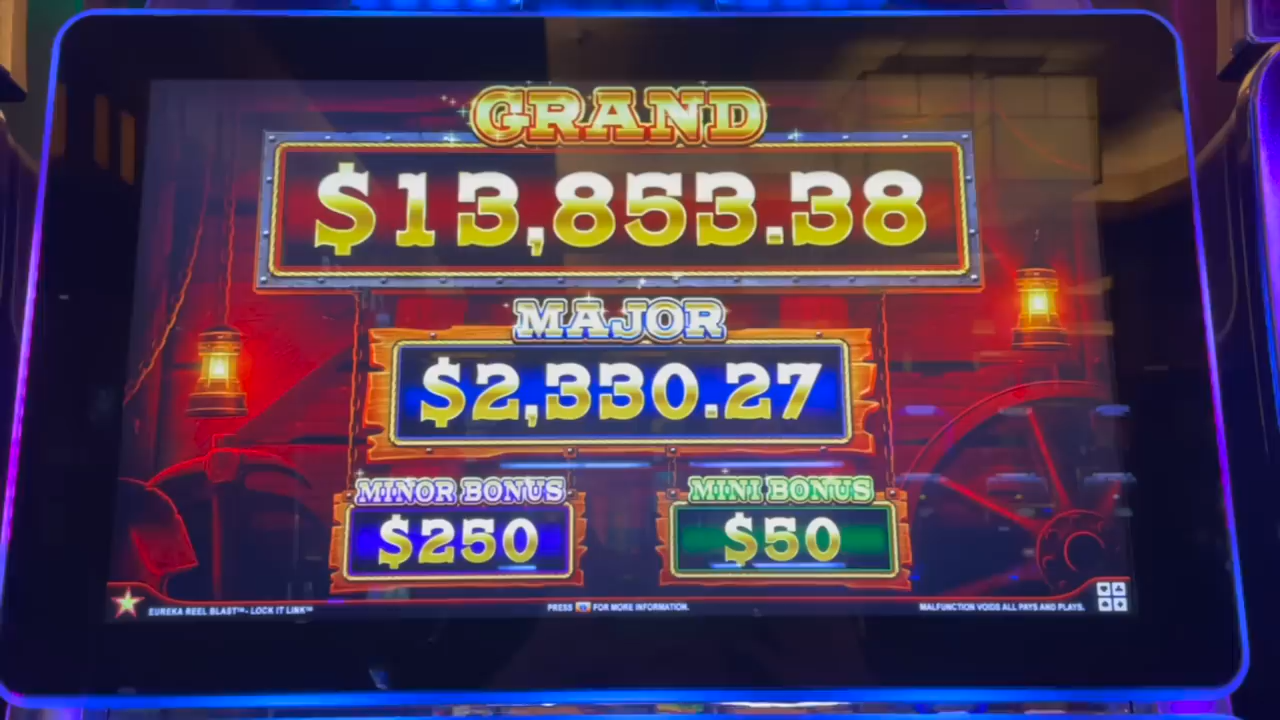 GRAND
$13,853.38
MAJOR
$2,330.27
MINOR BONUS
$250
MINI BONUS
$50
EUREKA REEL BLAST™ - LOCK IT LINK™
PRESS FOR MORE INFORMATION.
MALFUNCTION VOIDS ALL PAYS AND PLAYS.